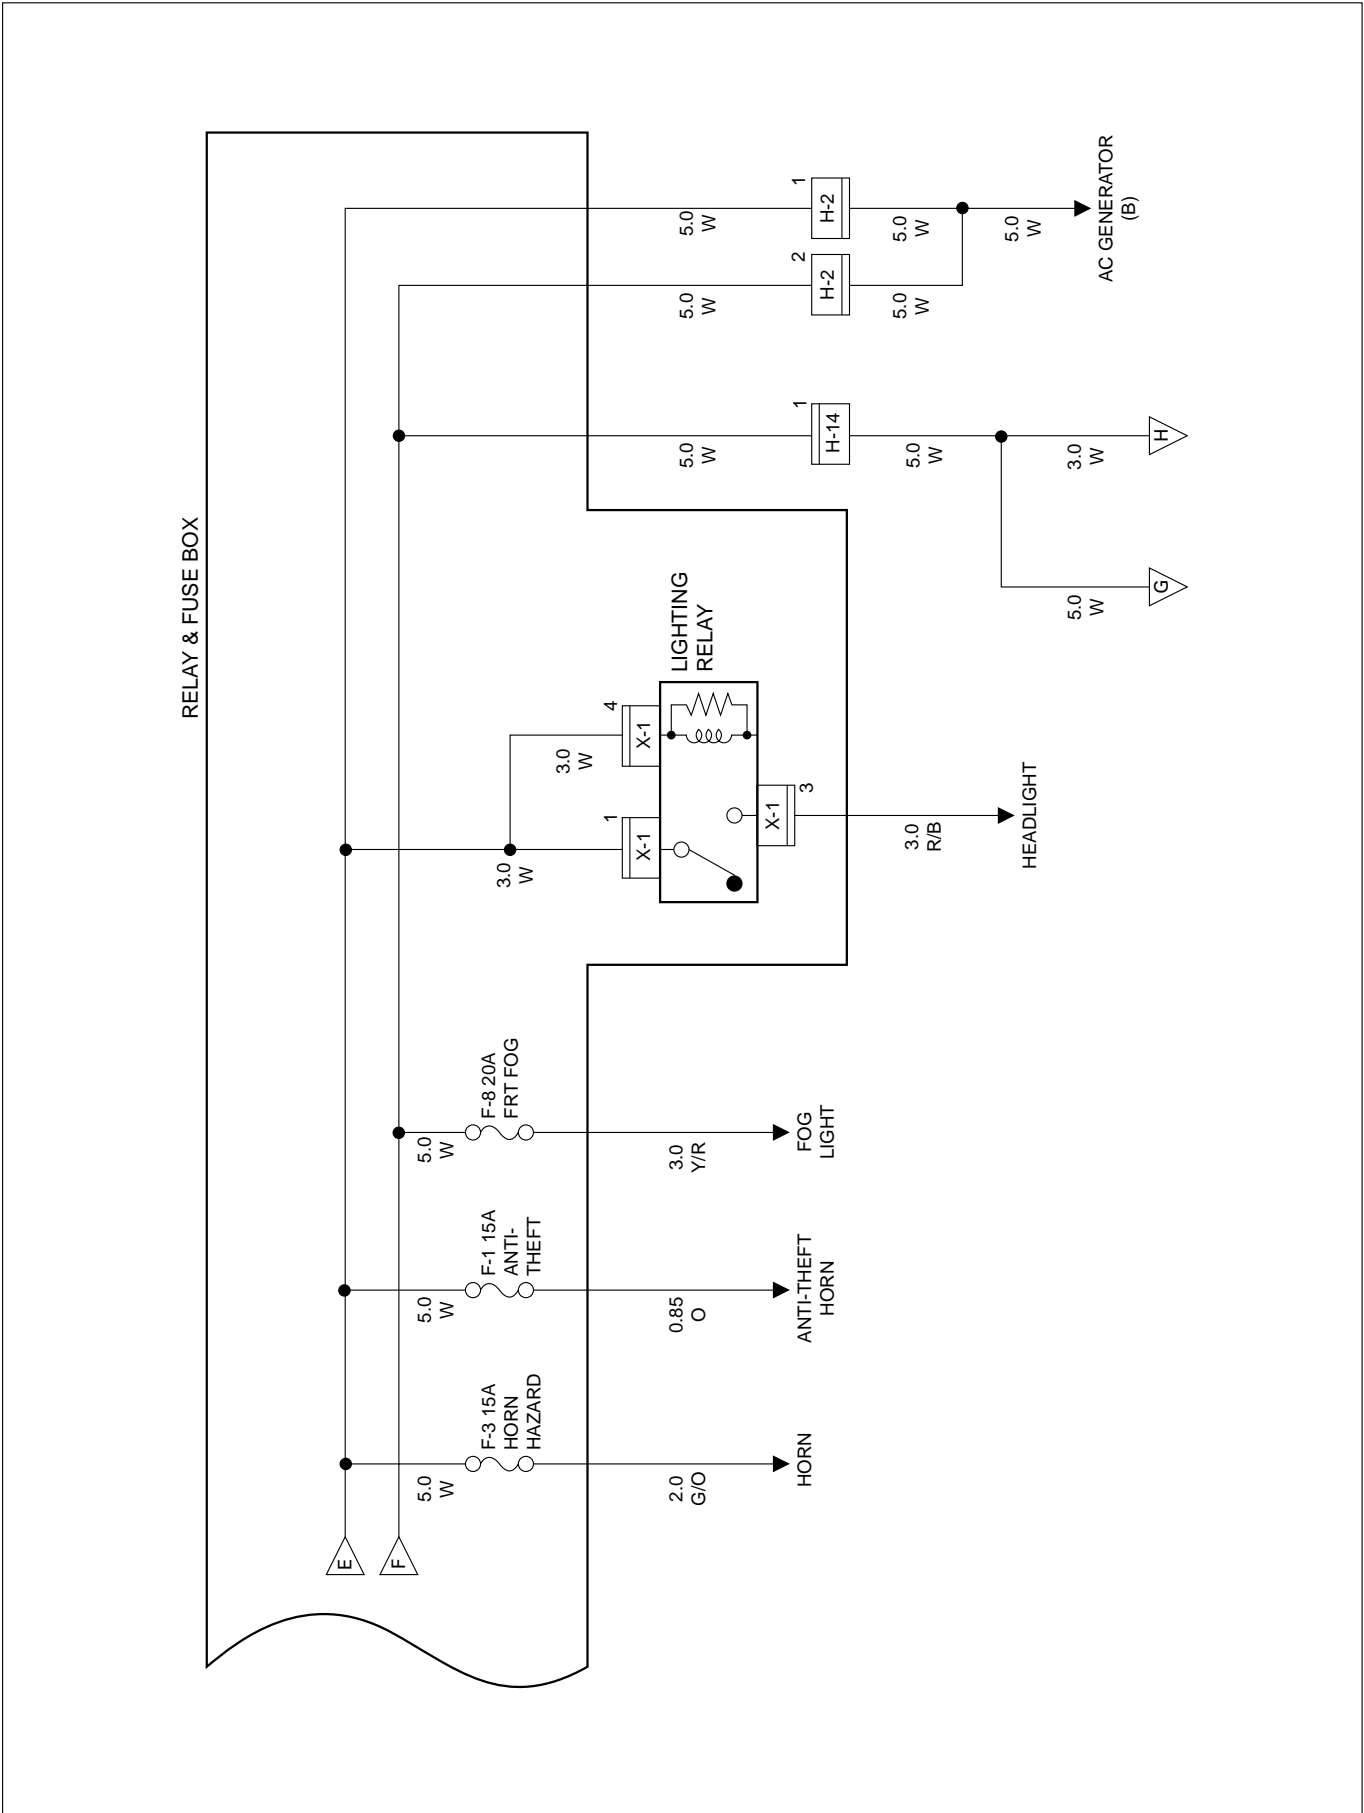 RELAY & FUSE BOX
E
F
5.0
W
F-3 15A
HORN
HAZARD
2.0
G/O
HORN
5.0
W
F-1 15A
ANTI-
THEFT
0.85
O
ANTI-THEFT
HORN
5.0
W
F-8 20A
FRT FOG
3.0
Y/R
FOG
LIGHT
3.0
W
3.0
W
X-1
1
X-1
4
LIGHTING
RELAY
X-1
3
3.0
R/B
HEADLIGHT
5.0
W
H-14
1
5.0
W
5.0
W
G
3.0
W
H
5.0
W
H-2
2
5.0
W
5.0
W
H-2
1
5.0
W
5.0
W
AC GENERATOR
(B)